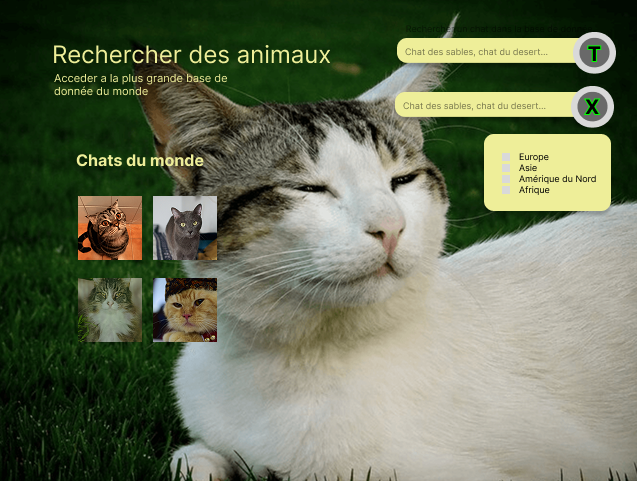 Rechercher des animaux
Acceder a la plus grande base de
donnée du monde
Chat des sables, chat du desert...
T
Chat des sables, chat du desert...
X
Europe
Asie
Amérique du Nord
Afrique
Chats du monde